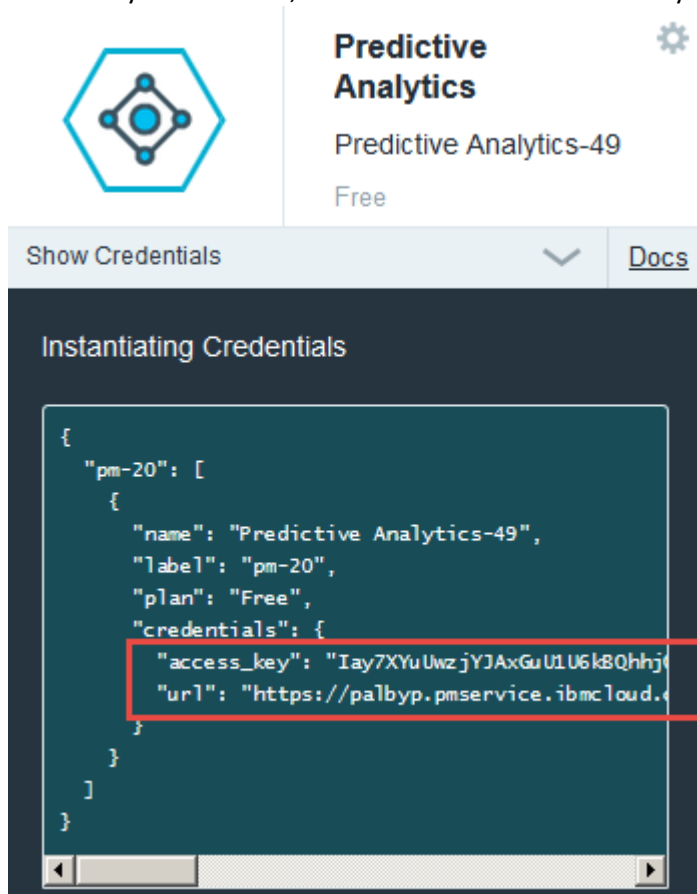 Predictive
Analytics
Predictive Analytics-49
Free
Show Credentials
Docs
Instantiating Credentials
{
"pm-20": [
{
"name": "Predictive Analytics-49",
"label": "pm-20",
"plan": "Free",
"credentials": {
"access_key": "Iay7XYuUwzjYJAxGuU1U6kBQhhj
"url": "https://palbyp.pmservice.ibmcloud.
}
}
]
}